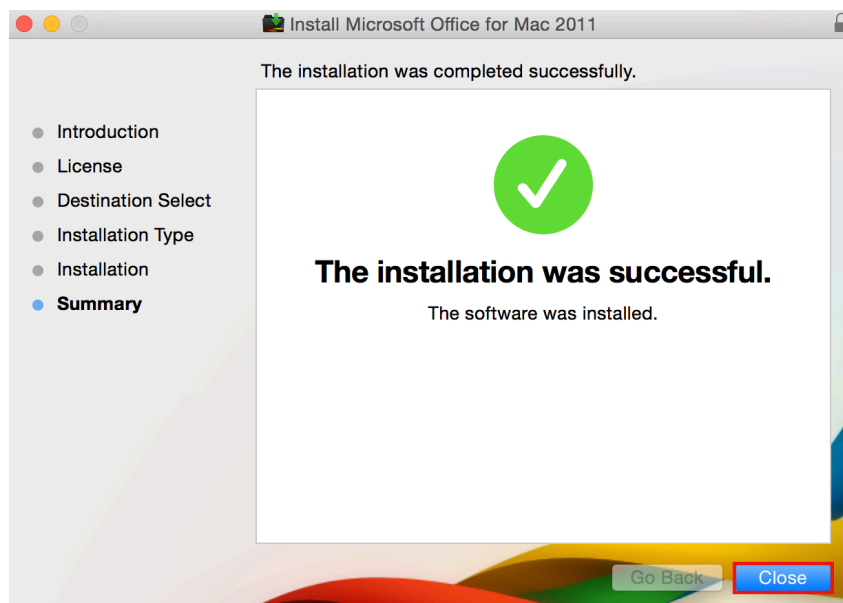 Install Microsoft Office for Mac 2011
The installation was completed successfully.
Introduction
License
Destination Select
Installation Type
Installation
Summary
The installation was successful.
The software was installed.
Go Back
Close